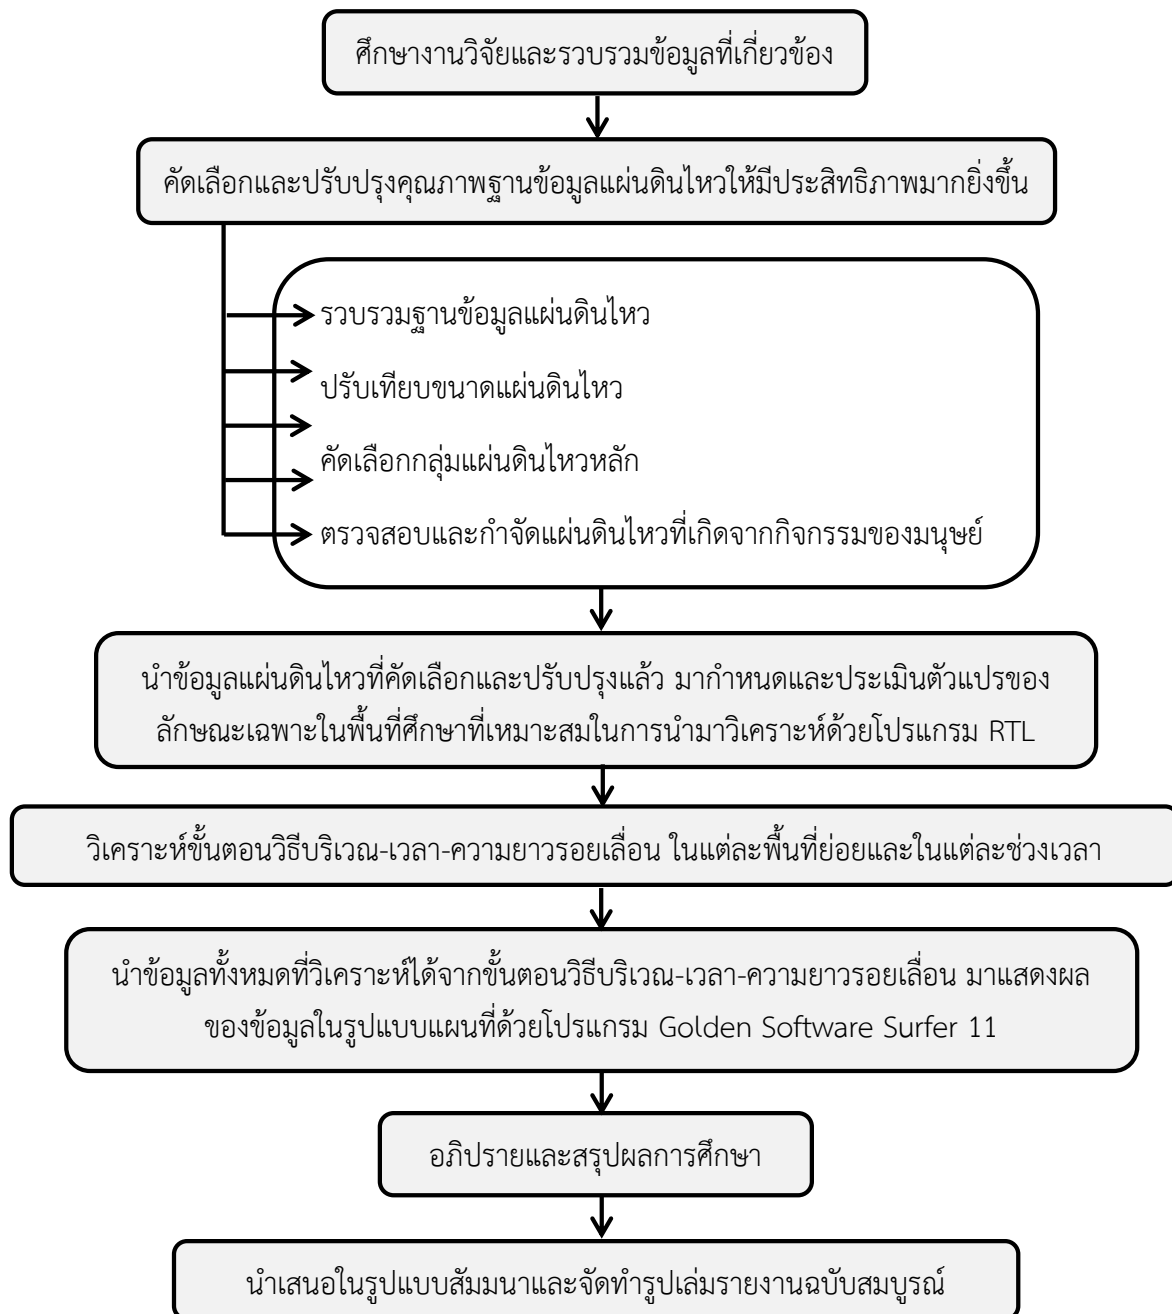 ศึกษางานวิจัยและรวบรวมข้อมูลที่เกี่ยวข้อง
คัดเลือกและปรับปรุงคุณภาพฐานข้อมูลแผ่นดินไหวให้มีประสิทธิภาพมากยิ่งขึ้น
รวบรวมฐานข้อมูลแผ่นดินไหว
ปรับเทียบขนาดแผ่นดินไหว
คัดเลือกกลุ่มแผ่นดินไหวหลัก
ตรวจสอบและกำจัดแผ่นดินไหวที่เกิดจากกิจกรรมของมนุษย์
นำข้อมูลแผ่นดินไหวที่คัดเลือกและปรับปรุงแล้ว มากำหนดและประเมินตัวแปรของ
ลักษณะเฉพาะในพื้นที่ศึกษาที่เหมาะสมในการนำมาวิเคราะห์ด้วยโปรแกรม RTL
วิเคราะห์ขั้นตอนวิธีบริเวณ-เวลา-ความยาวรอยเลื่อน ในแต่ละพื้นที่ย่อยและในแต่ละช่วงเวลา
นำข้อมูลทั้งหมดที่วิเคราะห์ได้จากขั้นตอนวิธีบริเวณ-เวลา-ความยาวรอยเลื่อน มาแสดงผล
ของข้อมูลในรูปแบบแผนที่ด้วยโปรแกรม Golden Software Surfer 11
อภิปรายและสรุปผลการศึกษา
นำเสนอในรูปแบบสัมมนาและจัดทำรูปเล่มรายงานฉบับสมบูรณ์